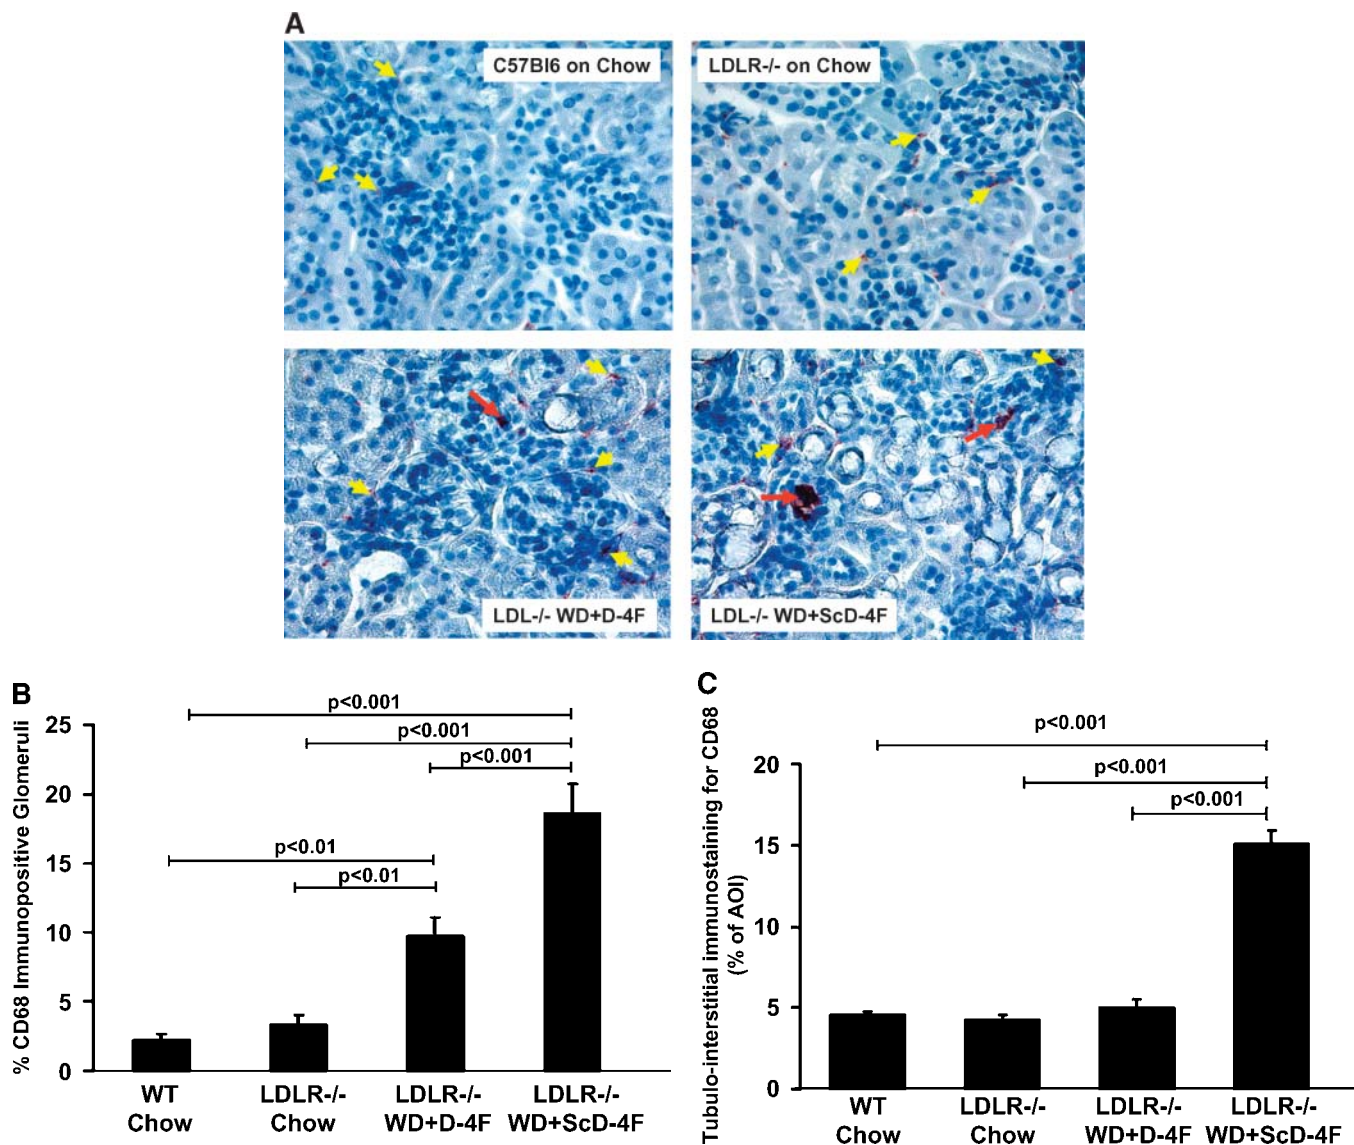 A
C57Bl6 on Chow
LDLR-/- on Chow
LDL-/- WD+D-4F
LDL-/- WD+ScD-4F
B
% CD68 Immunopositive Glomeruli
25
20
15
10
5
0
p<0.001
p<0.001
p<0.001
p<0.01
p<0.01
WT
Chow
LDLR-/-
Chow
LDLR-/-
WD+D-4F
LDLR-/-
WD+ScD-4F
C
Tubulo-interstitial immunostaining for CD68
(% of AOI)
20
15
10
5
0
p<0.001
p<0.001
p<0.001
WT
Chow
LDLR-/-
Chow
LDLR-/-
WD+D-4F
LDLR-/-
WD+ScD-4F